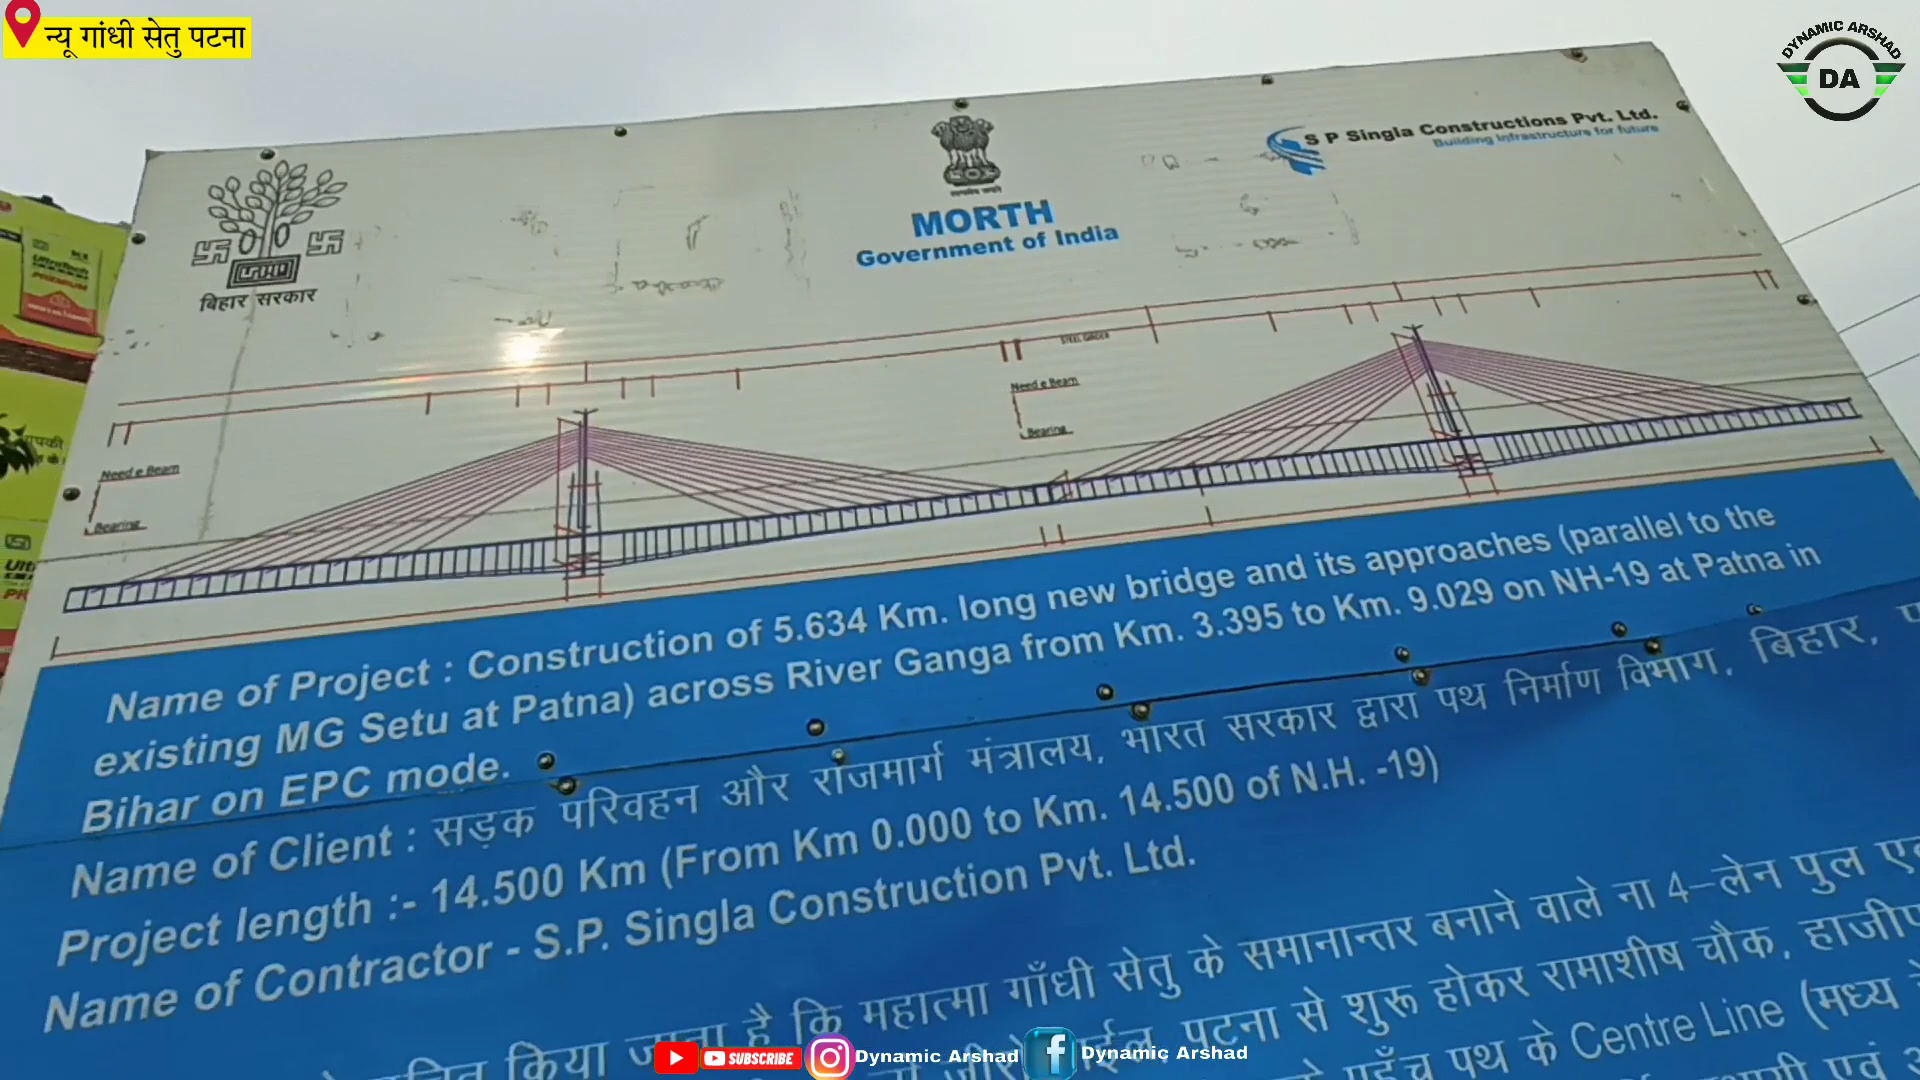 न्यू गांधी सेतु पटना
DYNAMIC ARSHAD
DA
S P Singla Constructions Pvt. Ltd.
Building Infrastructure for future
MORTH
Government of India
बिहार सरकार
UltraTech
PREMIUM
STEEL GIRDER
Need e Beam
Bearing
Need e Beam
Bearing
Name of Project : Construction of 5.634 Km. long new bridge and its approaches (parallel to the
existing MG Setu at Patna) across River Ganga from Km. 3.395 to Km. 9.029 on NH-19 at Patna in
Bihar on EPC mode.
Name of Client : सड़क परिवहन और राजमार्ग मंत्रालय, भारत सरकार द्वारा पथ निर्माण विभाग, बिहार,
Project length :- 14.500 Km (From Km 0.000 to Km. 14.500 of N.H. -19)
Name of Contractor - S.P. Singla Construction Pvt. Ltd.
किया जाता है कि महात्मा गाँधी सेतु के समानान्तर बनाने वाले ना 4-लेन पुल
पटना से शुरू होकर रामाशीष चौक,
पहुँच पथ के Centre Line (मध्य
एवं
SUBSCRIBE
Dynamic Arshad
Dynamic Arshad